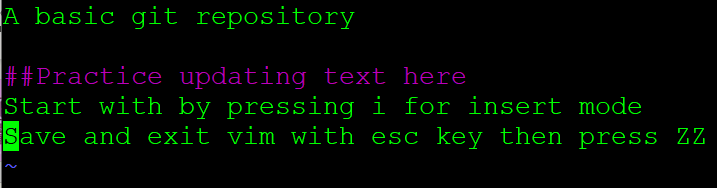 A basic git repository
##Practice updating text here
Start with by pressing i for insert mode
Save and exit vim with esc key then press ZZ
~